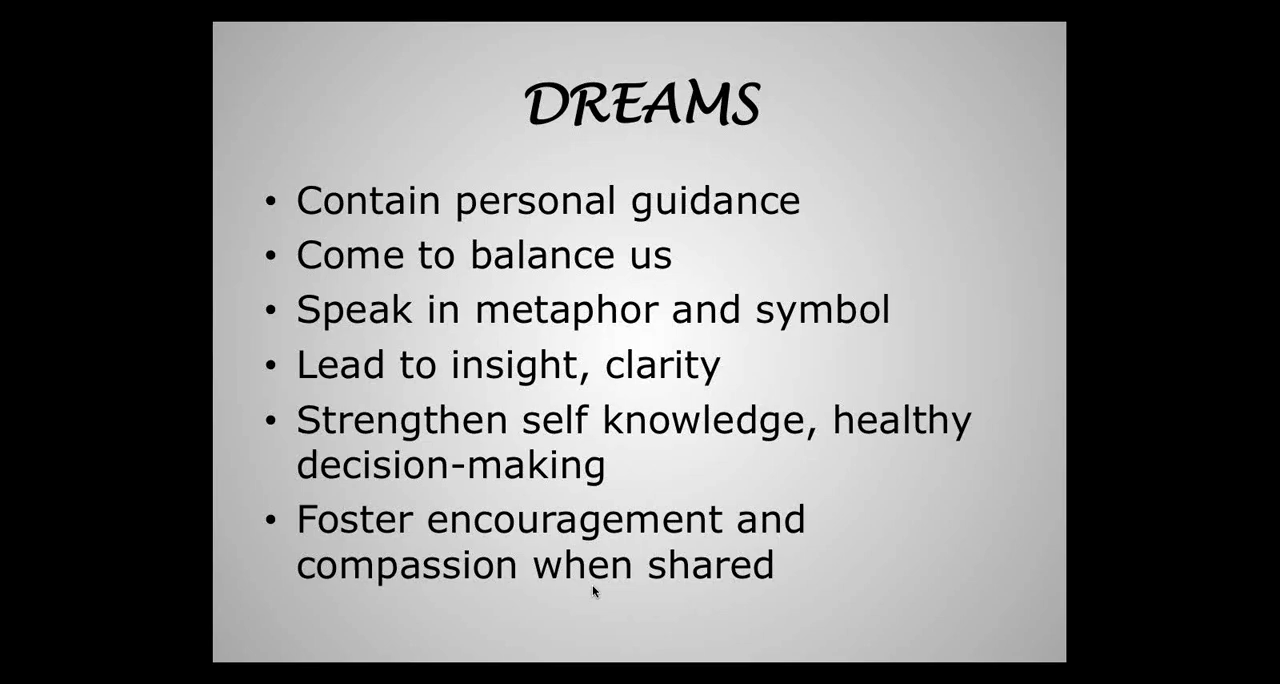 DREAMS
• Contain personal guidance
• Come to balance us
• Speak in metaphor and symbol
• Lead to insight, clarity
• Strengthen self knowledge, healthy
decision-making
• Foster encouragement and
compassion when shared